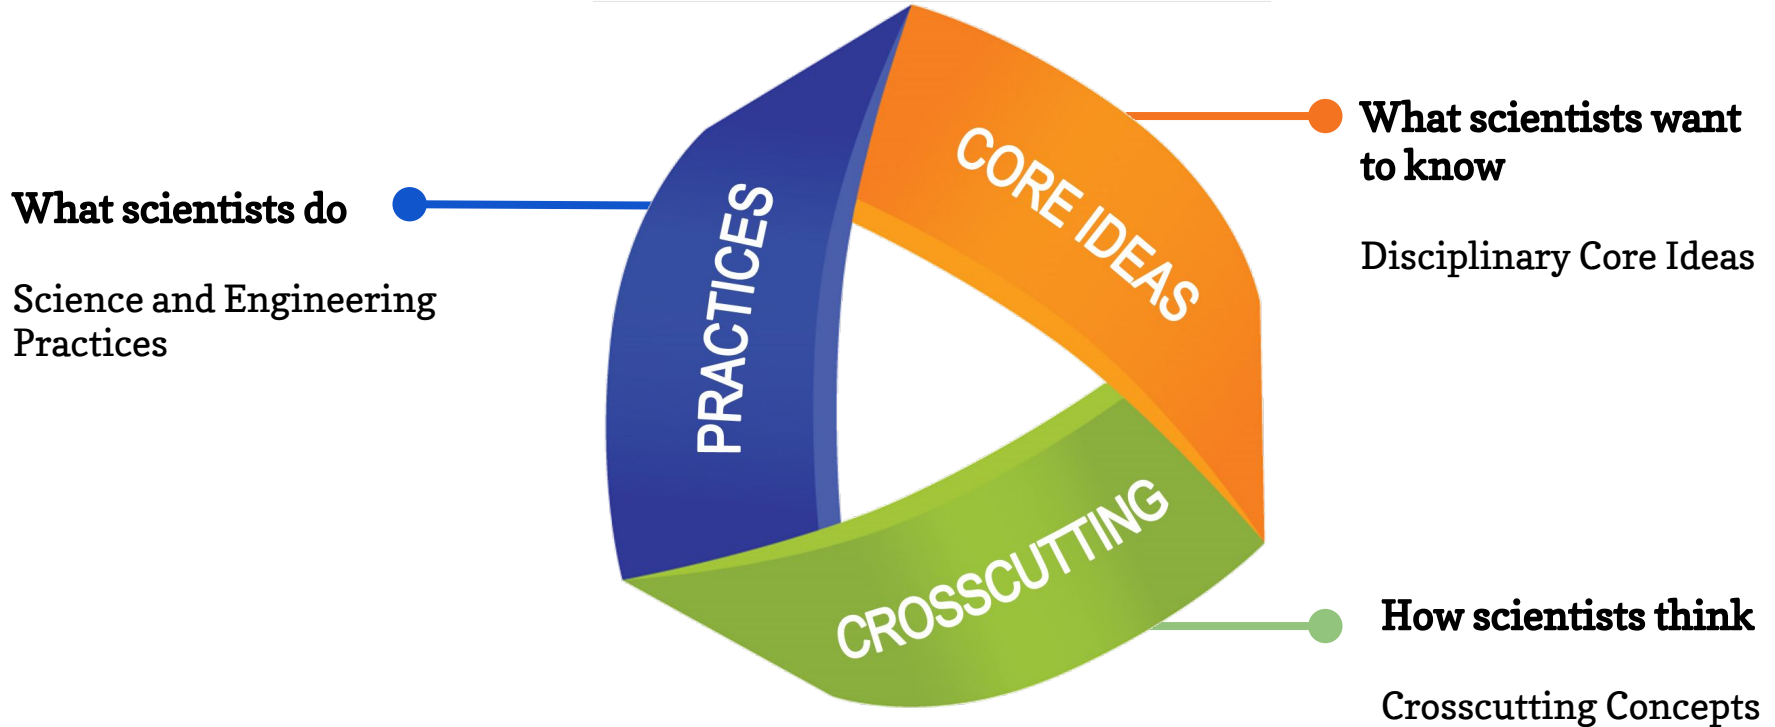 What scientists do
Science and Engineering
Practices
PRACTICES
CORE IDEAS
CROSSCUTTING
What scientists want
to know
Disciplinary Core Ideas
How scientists think
Crosscutting Concepts